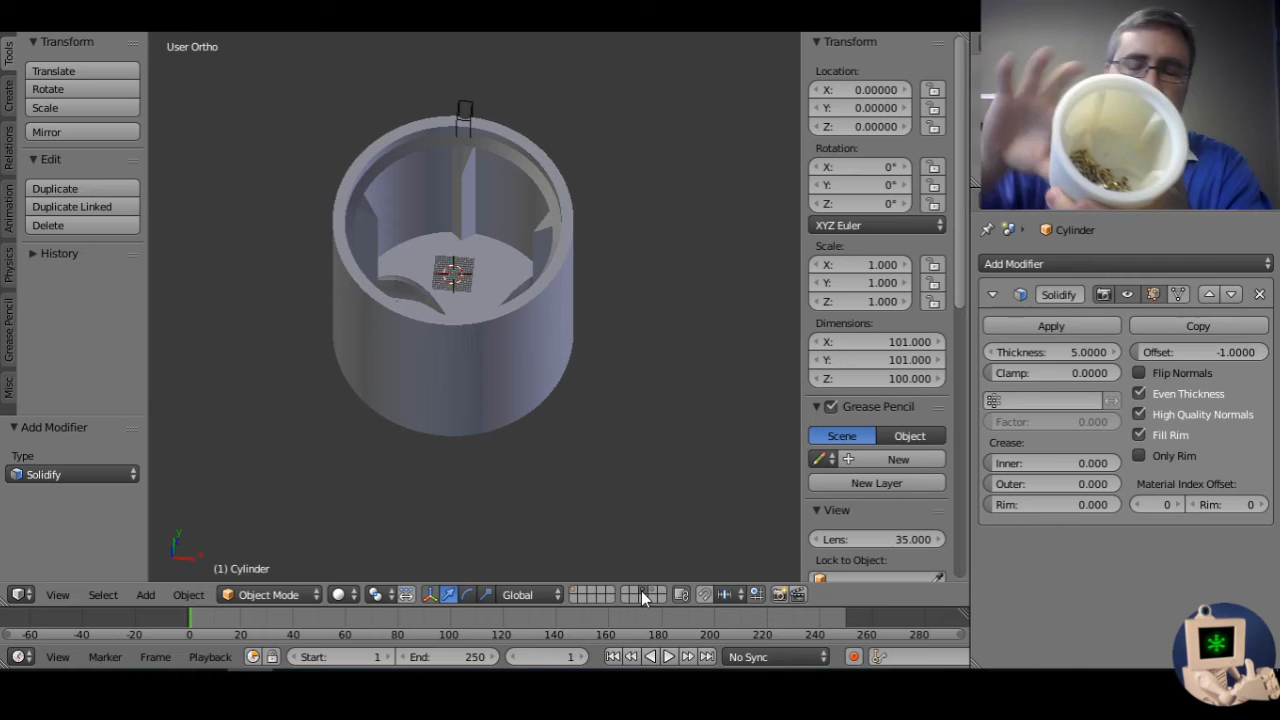 Tools
Create
Relations
Animation
Physics
Grease Pencil
Misc
Transform
Translate
Rotate
Scale
Mirror
Edit
Duplicate
Duplicate Linked
Delete
History
Add Modifier
Type
Solidify
User Ortho
y
x
(1) Cylinder
Transform
Location:
X: 0.00000
Y: 0.00000
Z: 0.00000
Rotation:
X: 0°
Y: 0°
Z: 0°
XYZ Euler
Scale:
X: 1.000
Y: 1.000
Z: 1.000
Dimensions:
X: 101.000
Y: 101.000
Z: 100.000
Grease Pencil
Scene Object
New
New Layer
View
Lens: 35.000
Lock to Object:
Cylinder
Add Modifier
Solidify
Apply Copy
Thickness: 5.0000 Offset: -1.0000
Clamp: 0.0000 Flip Normals
Even Thickness
High Quality Normals
Factor: 0.000
Fill Rim
Crease:
Only Rim
Inner: 0.000
Material Index Offset:
Outer: 0.000
Rim: 0.000 0 Rim: 0
View Select Add Object Object Mode Global
-60 -40 -20 0 20 40 60 80 100 120 140 160 180 200 220 240 260 280
View Marker Frame Playback Start: 1 End: 250 1 No Sync